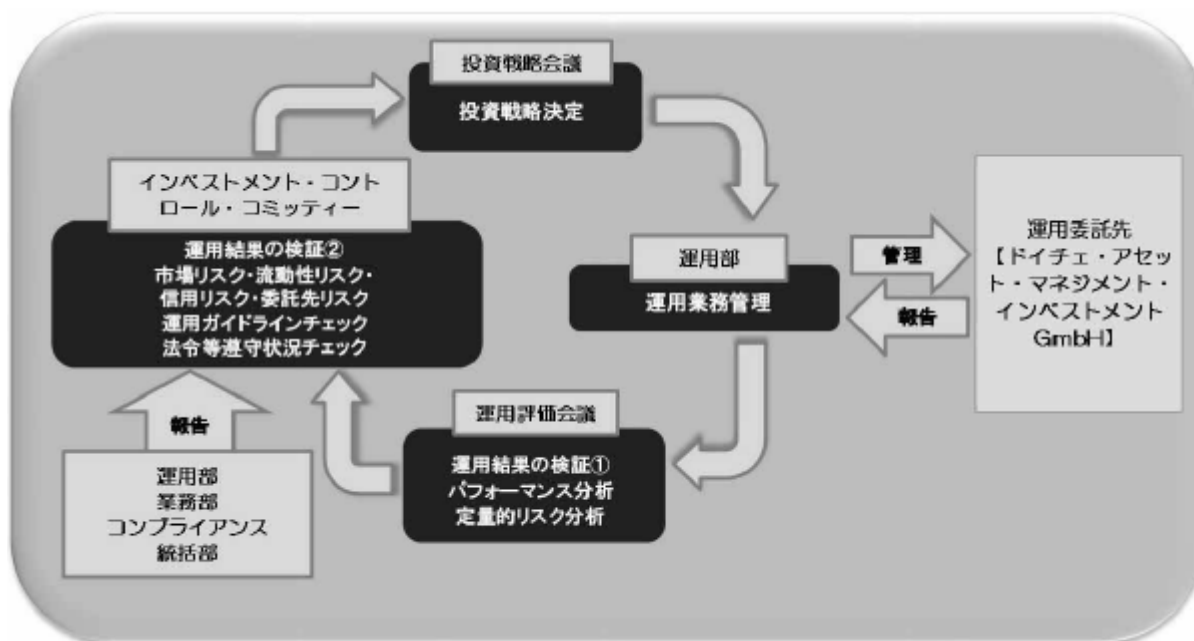 投資戦略会議
投資戦略決定
インベストメント・コント
ロール・コミッティー
運用結果の検証②
市場リスク・流動性リスク・
信用リスク・委託先リスク
運用ガイドラインチェック
法令等遵守状況チェック
運用部
運用業務管理
管理
報告
運用委託先
【ドイチェ・アセッ
ト・マネジメント・
インベストメント
GmbH】
運用評価会議
運用結果の検証①
パフォーマンス分析
定量的リスク分析
報告
運用部
業務部
コンプライアンス
統括部